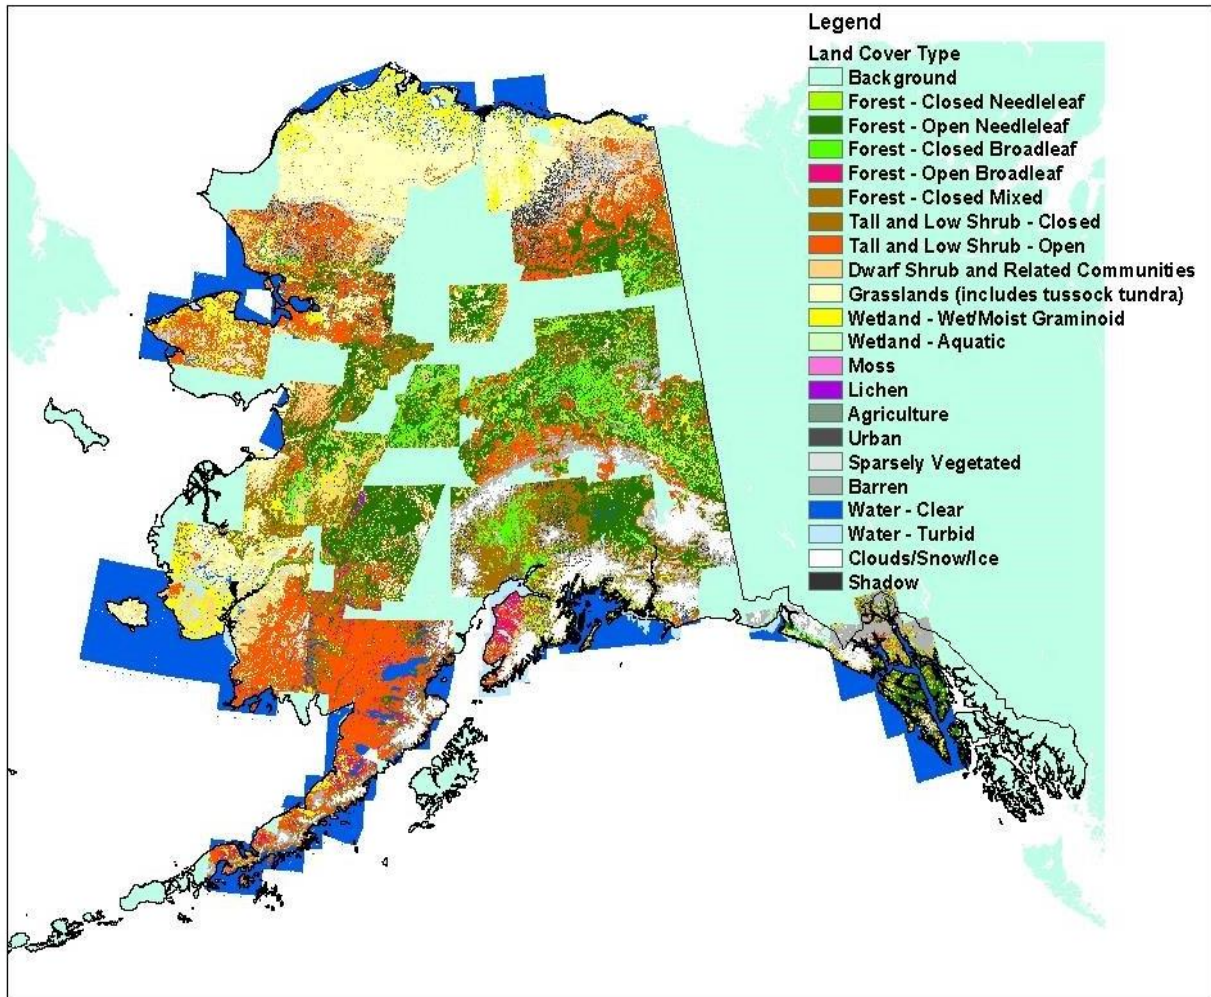 Legend
Land Cover Type
Background
Forest - Closed Needleleaf
Forest - Open Needleleaf
Forest - Closed Broadleaf
Forest - Open Broadleaf
Forest - Closed Mixed
Tall and Low Shrub - Closed
Tall and Low Shrub - Open
Dwarf Shrub and Related Communities
Grasslands (includes tussock tundra)
Wetland - Wet/Moist Graminoid
Wetland - Aquatic
Moss
Lichen
Agriculture
Urban
Sparsely Vegetated
Barren
Water - Clear
Water - Turbid
Clouds/Snow/Ice
Shadow